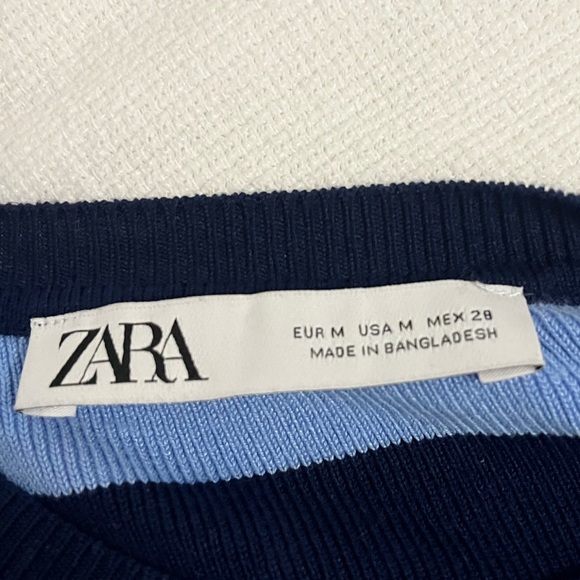 ZARA
EUR M USA M MEX 28
MADE IN BANGLADESH